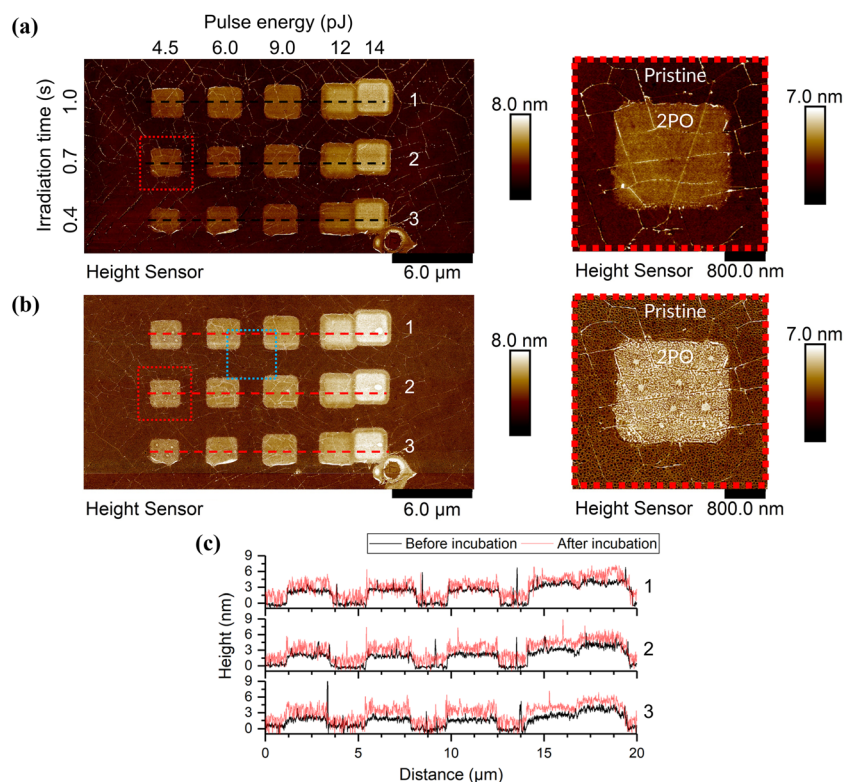 (a)
Pulse energy (pJ)
4.5 6.0 9.0 12 14
Irradiation time (s)
1.0
0.7
0.4
1
2
3
Height Sensor
6.0 µm
8.0 nm
Pristine
2PO
Height Sensor
800.0 nm
7.0 nm
(b)
1
2
3
Height Sensor
6.0 µm
8.0 nm
Pristine
2PO
Height Sensor
800.0 nm
7.0 nm
(c)
Before incubation After incubation
Height (nm)
9
6
3
0
1
9
6
3
0
2
9
6
3
0
3
0 5 10 15 20
Distance (µm)